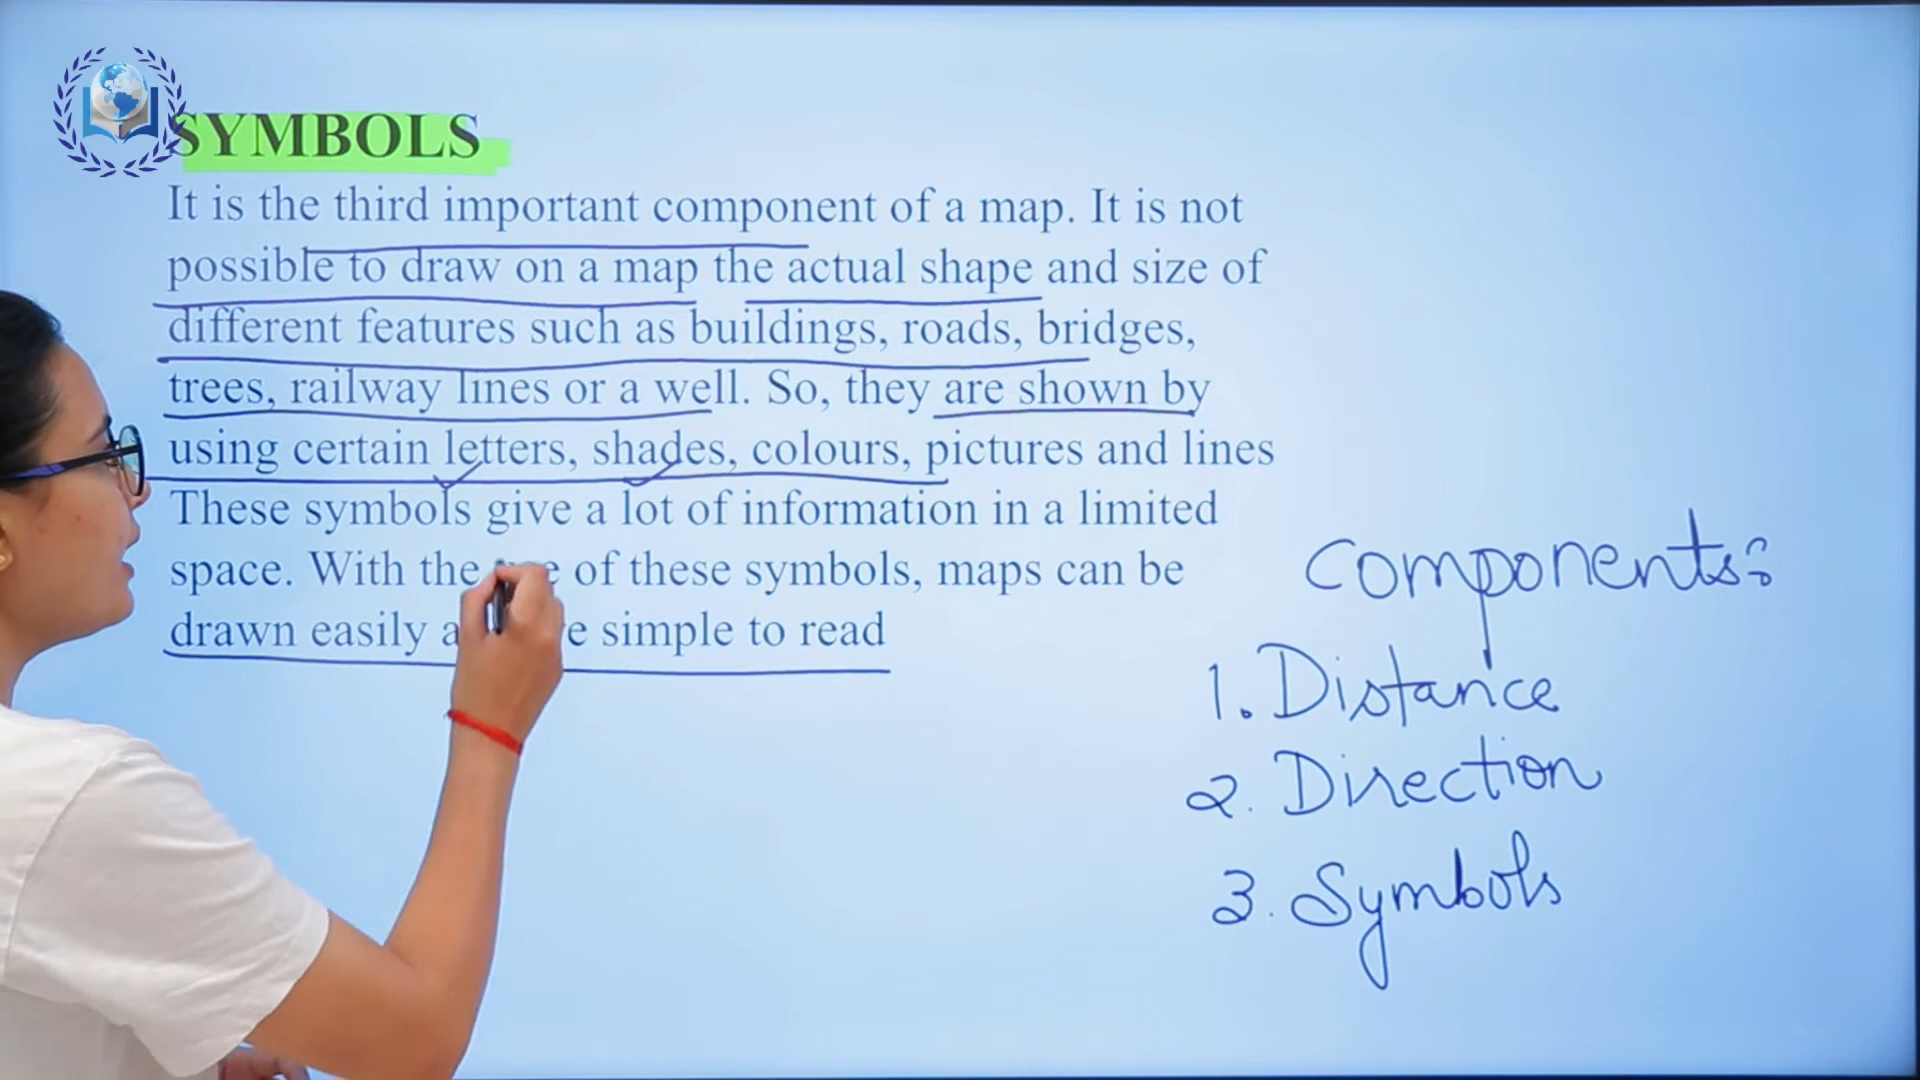 SYMBOLS
It is the third important component of a map. It is not
possible to draw on a map the actual shape and size of
different features such as buildings, roads, bridges,
trees, railway lines or a well. So, they are shown by
using certain letters, shades, colours, pictures and lines
These symbols give a lot of information in a limited
space. With the of these symbols, maps can be
drawn easily simple to read
Components:
1. Distance
2. Direction
3. Symbols